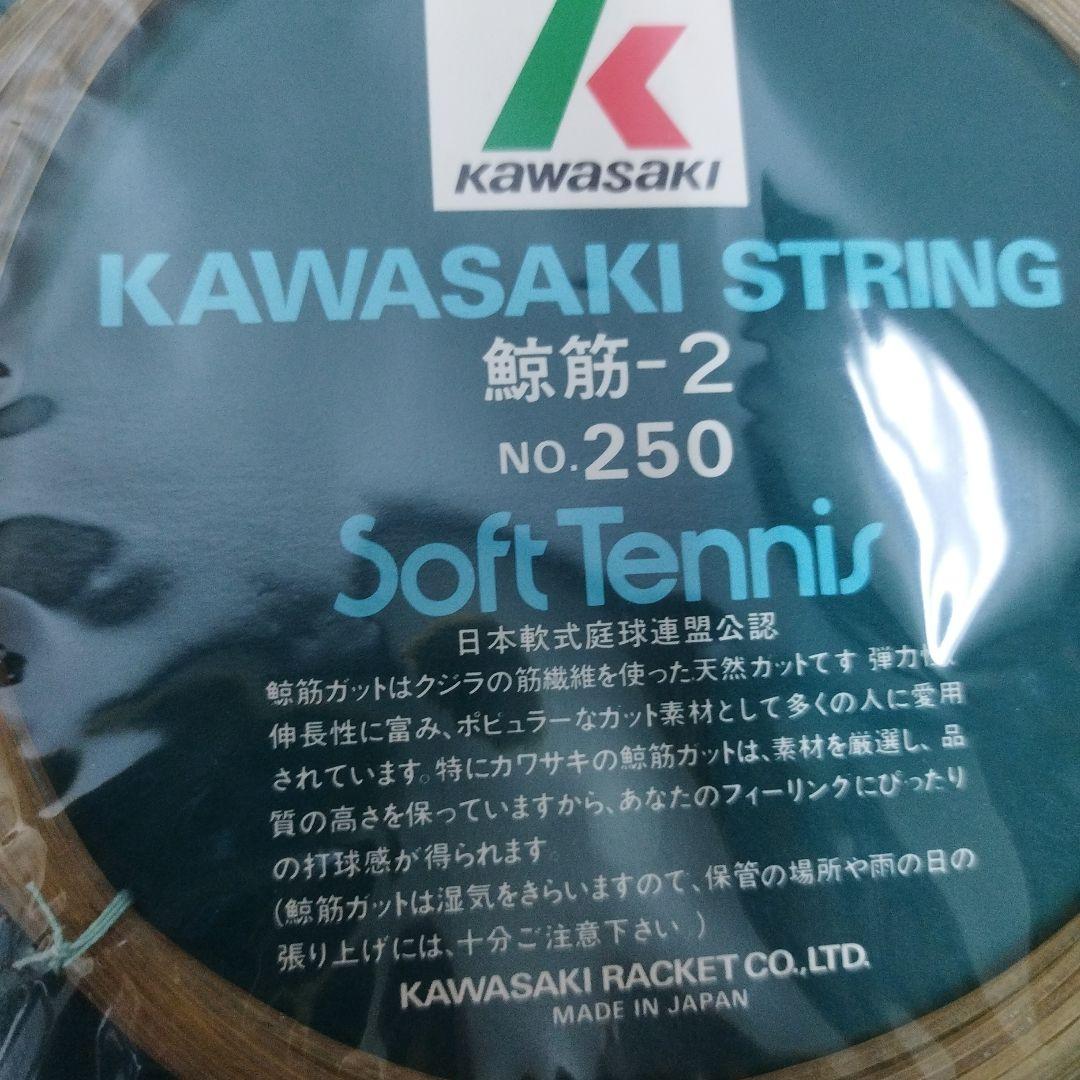 Kawasaki
KAWASAKI STRING
鯨筋-2
NO.250
Soft Tennis
日本軟式庭球連盟公認
鯨筋ガットはクジラの筋繊維を使った天然ガットです 弾力
伸長性に富み、ポピュラーなガット素材として多くの人に愛用
されています。特にカワサキの鯨筋ガットは、素材を厳選し、品
質の高さを保っていますから、あなたのフィーリングにぴったり
の打球感が得られます。
(鯨筋ガットは湿気をきらいますので、保管の場所や雨の日の
張り上げには、十分ご注意下さい )
KAWASAKI RACKET CO.,LTD.
MADE IN JAPAN